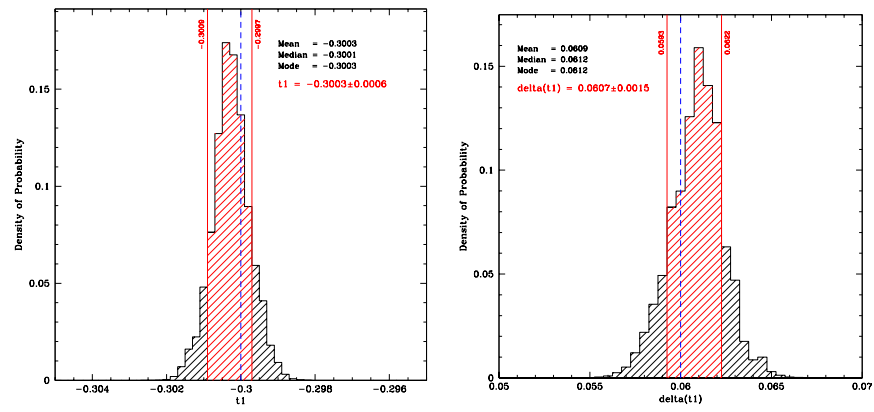 −0.3009
−0.2997
Mean = −0.3003
Median = −0.3001
Mode = −0.3003
t1 = −0.3003±0.0006
Density of Probability
0.15
0.1
0.05
0
−0.304
−0.302
−0.3
−0.298
−0.296
t1
0.0593
0.0622
Mean = 0.0609
Median = 0.0612
Mode = 0.0612
delta(t1) = 0.0607±0.0015
Density of Probability
0.15
0.1
0.05
0
0.05
0.055
0.06
0.065
0.07
delta(t1)